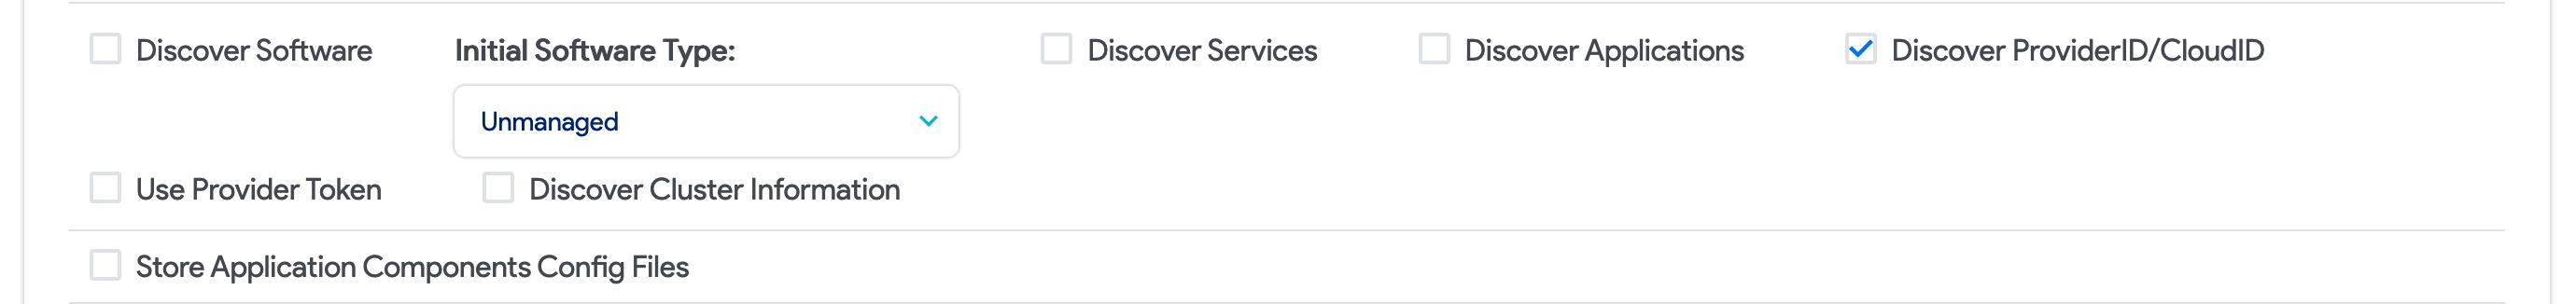 Discover Software Initial Software Type: Discover Services Discover Applications Discover ProviderID/CloudID
Unmanaged
Use Provider Token Discover Cluster Information
Store Application Components Config Files